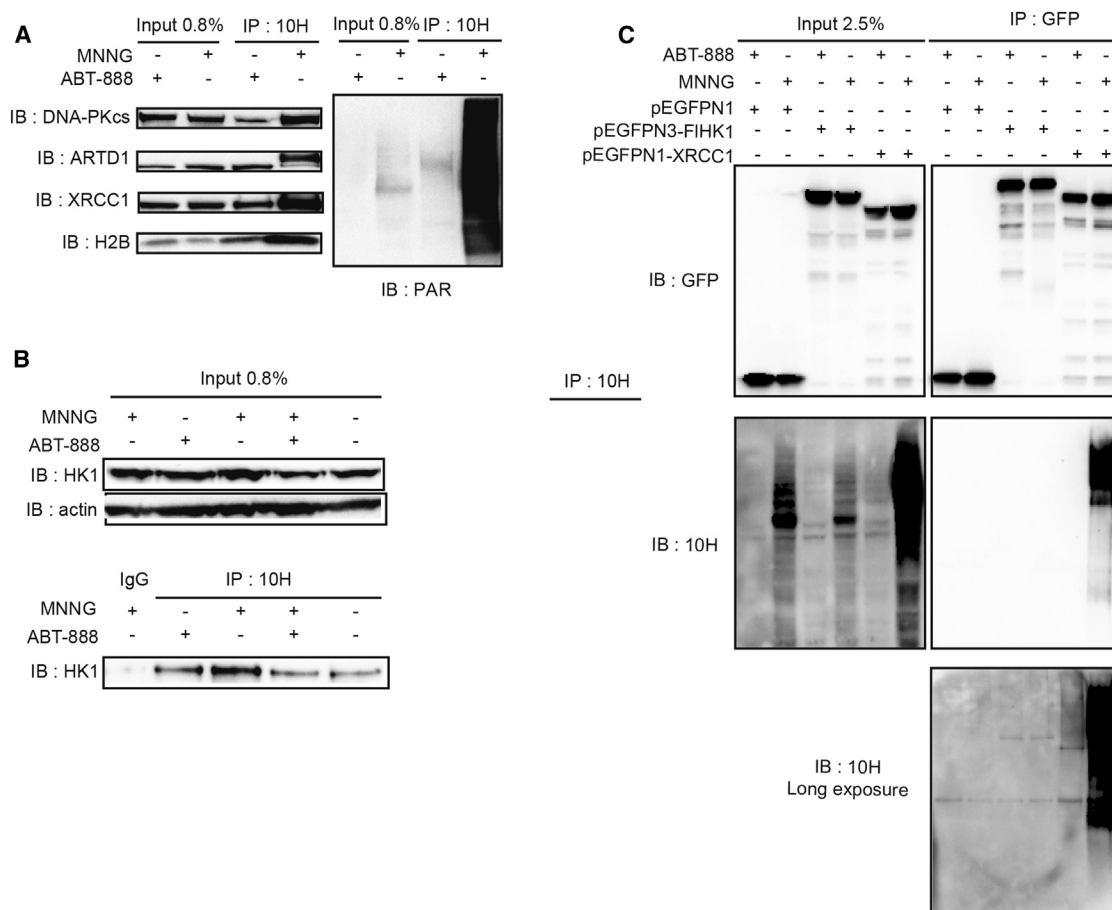 A
Input 0.8% IP : 10H Input 0.8% IP : 10H
MNNG - + - + - + - +
ABT-888 + - + - + - + -
IB : DNA-PKcs
IB : ARTD1
IB : XRCC1
IB : H2B
IB : PAR
B
Input 0.8%
MNNG + - + + -
ABT-888 - + - + -
IB : HK1
IB : actin
IgG IP : 10H
MNNG + - + + -
ABT-888 - + - + -
IB : HK1
IP : 10H
C
Input 2.5% IP : GFP
ABT-888 + - + - + - + - + - + -
MNNG - + - + - + - + - + - +
pEGFPN1 + + - - - - + + - - - -
pEGFPN3-FlHK1 - - + + - - - - + + - -
pEGFPN1-XRCC1 - - - - + + - - - - + +
IB : GFP
IB : 10H
IB : 10H
Long exposure